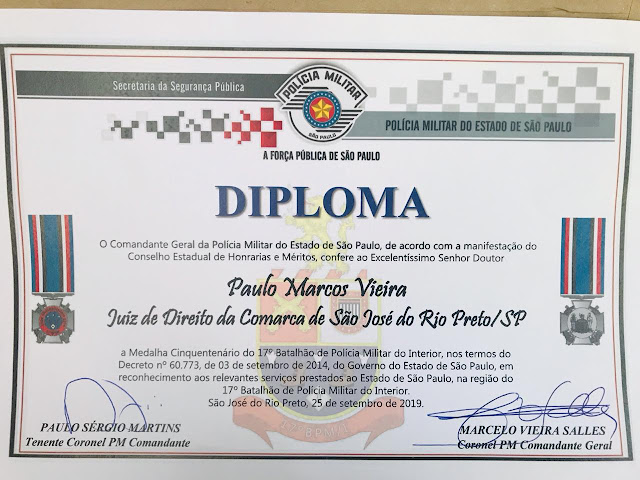 Secretaria da Segurança Pública
POLÍCIA MILITAR
SÃO PAULO
POLÍCIA MILITAR DO ESTADO DE SÃO PAULO
A FORÇA PÚBLICA DE SÃO PAULO
DIPLOMA
O Comandante Geral da Polícia Militar do Estado de São Paulo, de acordo com a manifestação do
Conselho Estadual de Honrarias e Méritos, confere ao Excelentíssimo Senhor Doutor
Paulo Marcos Vieira
Juiz de Direito da Comarca de São José do Rio Preto/SP
a Medalha Cinquentenário do 17º Batalhão de Polícia Militar do Interior, nos termos do
Decreto nº 60.773, de 03 de setembro de 2014, do Governo do Estado de São Paulo, em
reconhecimento aos relevantes serviços prestados ao Estado de São Paulo, na região do
17º Batalhão de Polícia Militar do Interior.
São José do Rio Preto, 25 de setembro de 2019.
PAULO SÉRGIO MARTINS
Tenente Coronel PM Comandante
MARCELO VIEIRA SALLES
Coronel PM Comandante Geral